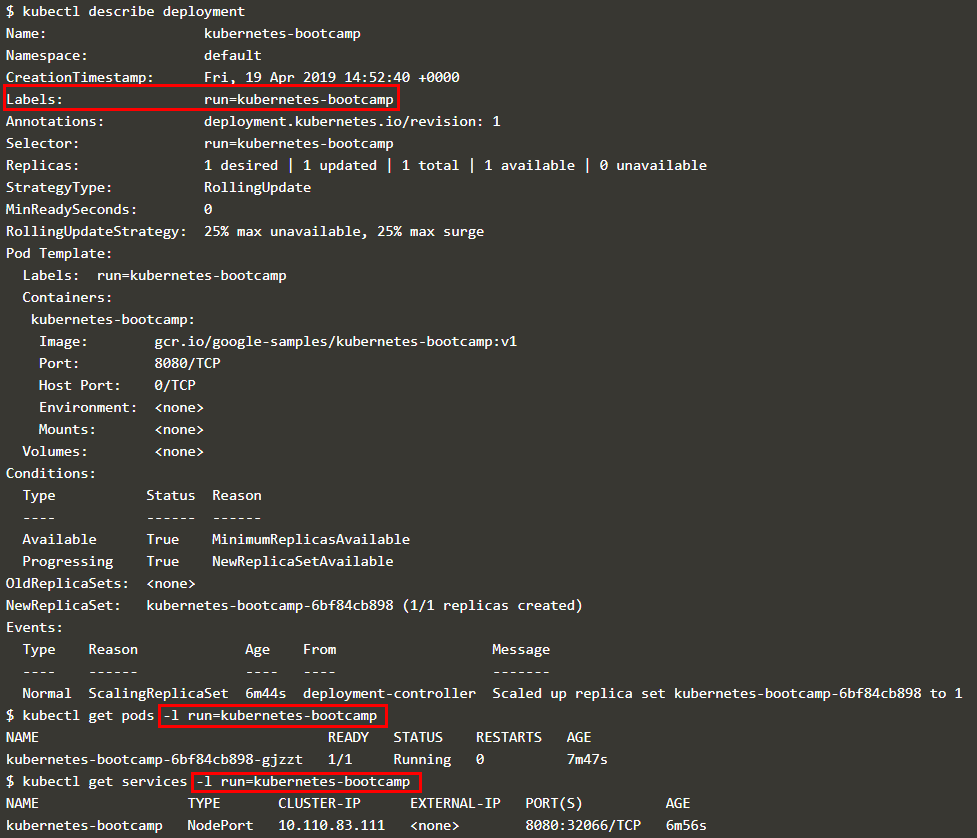 $ kubectl describe deployment
Name:                   kubernetes-bootcamp
Namespace:              default
CreationTimestamp:      Fri, 19 Apr 2019 14:52:40 +0000
Labels:                 run=kubernetes-bootcamp
Annotations:            deployment.kubernetes.io/revision: 1
Selector:               run=kubernetes-bootcamp
Replicas:               1 desired | 1 updated | 1 total | 1 available | 0 unavailable
StrategyType:           RollingUpdate
MinReadySeconds:        0
RollingUpdateStrategy:  25% max unavailable, 25% max surge
Pod Template:
  Labels:  run=kubernetes-bootcamp
  Containers:
   kubernetes-bootcamp:
    Image:        gcr.io/google-samples/kubernetes-bootcamp:v1
    Port:         8080/TCP
    Host Port:    0/TCP
    Environment:  <none>
    Mounts:       <none>
  Volumes:        <none>
Conditions:
  Type           Status  Reason
  ----           ------  ------
  Available      True    MinimumReplicasAvailable
  Progressing    True    NewReplicaSetAvailable
OldReplicaSets:  <none>
NewReplicaSet:   kubernetes-bootcamp-6bf84cb898 (1/1 replicas created)
Events:
  Type    Reason             Age    From                   Message
  ----    ------             ----   ----                   -------
  Normal  ScalingReplicaSet  6m44s  deployment-controller  Scaled up replica set kubernetes-bootcamp-6bf84cb898 to 1
$ kubectl get pods -l run=kubernetes-bootcamp
NAME                                   READY   STATUS    RESTARTS   AGE
kubernetes-bootcamp-6bf84cb898-gjzzt   1/1     Running   0          7m47s
$ kubectl get services -l run=kubernetes-bootcamp
NAME                  TYPE       CLUSTER-IP      EXTERNAL-IP   PORT(S)          AGE
kubernetes-bootcamp   NodePort   10.110.83.111   <none>        8080:32066/TCP   6m56s